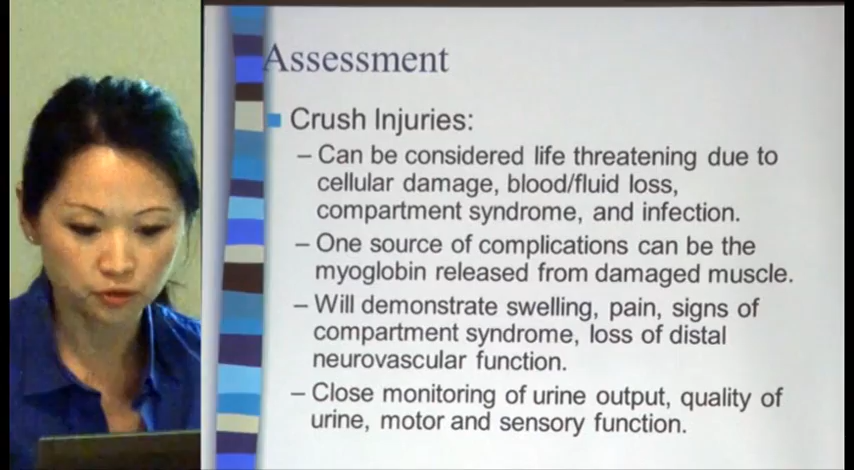 Assessment
Crush Injuries:
– Can be considered life threatening due to
cellular damage, blood/fluid loss,
compartment syndrome, and infection.
– One source of complications can be the
myoglobin released from damaged muscle.
– Will demonstrate swelling, pain, signs of
compartment syndrome, loss of distal
neurovascular function.
– Close monitoring of urine output, quality of
urine, motor and sensory function.